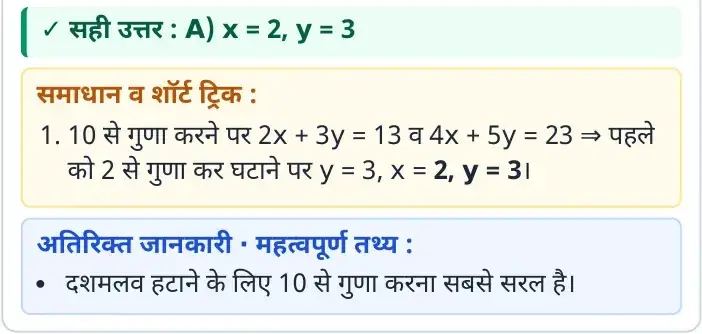 ✓ सही उत्तर : A) x = 2, y = 3
समाधान व शॉर्ट ट्रिक :
1. 10 से गुणा करने पर 2x + 3y = 13 व 4x + 5y = 23 ⇒ पहले
को 2 से गुणा कर घटाने पर y = 3, x = 2, y = 3।
अतिरिक्त जानकारी · महत्वपूर्ण तथ्य :
• दशमलव हटाने के लिए 10 से गुणा करना सबसे सरल है।